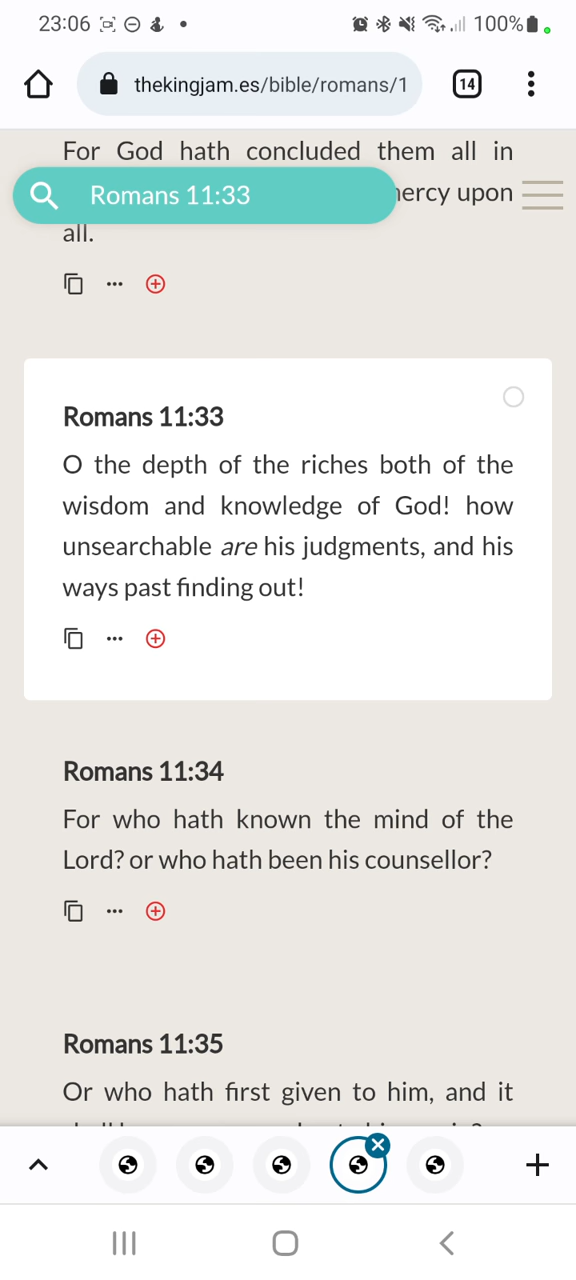 23:06
100%
thekingjam.es/bible/romans/1
14
For God hath concluded them all in
Romans 11:33
mercy upon
all.
Romans 11:33
O the depth of the riches both of the
wisdom and knowledge of God! how
unsearchable are his judgments, and his
ways past finding out!
Romans 11:34
For who hath known the mind of the
Lord? or who hath been his counsellor?
Romans 11:35
Or who hath first given to him, and it